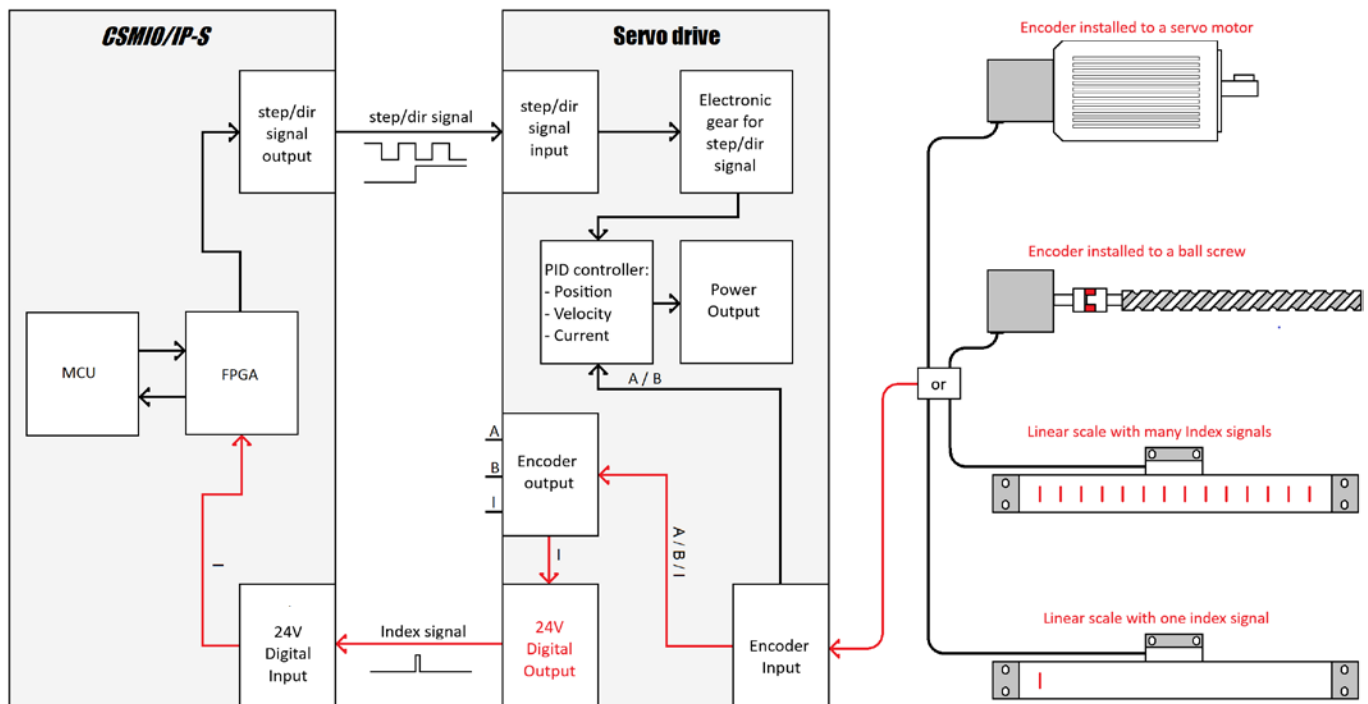 CSMIO/IP-S
step/dir
signal
output
MCU
FPGA
I
24V
Digital
Input
step/dir signal
Index signal
Servo drive
step/dir
signal
input
Electronic
gear for
step/dir
signal
PID controller:
- Position
- Velocity
- Current
Power
Output
A / B
A
B
I
Encoder
output
I
A / B / I
24V
Digital
Output
Encoder
Input
Encoder installed to a servo motor
Encoder installed to a ball screw
or
Linear scale with many Index signals
Linear scale with one index signal